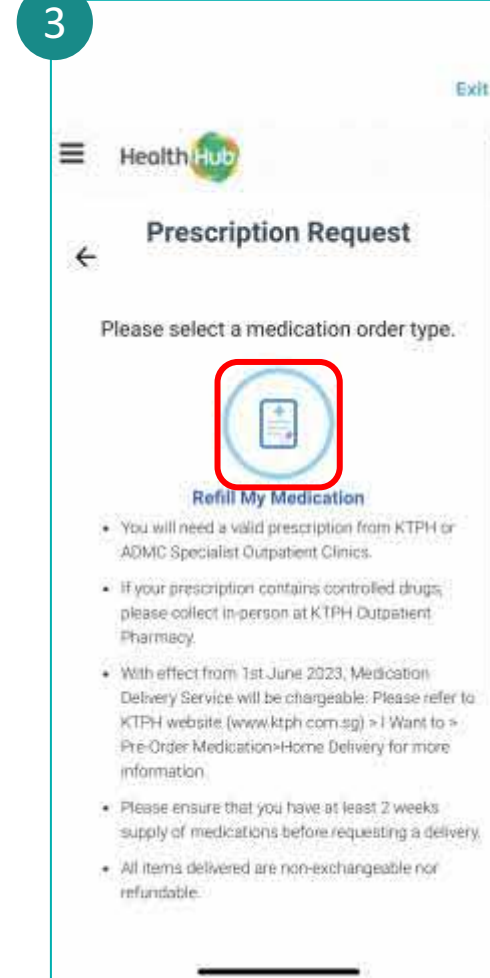 3
Exit
HealthHub
Prescription Request
Please select a medication order type.
Refill My Medication
• You will need a valid prescription from KTPH or
ADMC Specialist Outpatient Clinics.
• If your prescription contains controlled drugs,
please collect in-person at KTPH Outpatient
Pharmacy.
• With effect from 1st June 2023, Medication
Delivery Service will be chargeable. Please refer to
KTPH website (www.ktph.com.sg) > I Want to >
Pre-Order Medication>Home Delivery for more
information.
• Please ensure that you have at least 2 weeks
supply of medications before requesting a delivery.
• All items delivered are non-exchangeable nor
refundable.